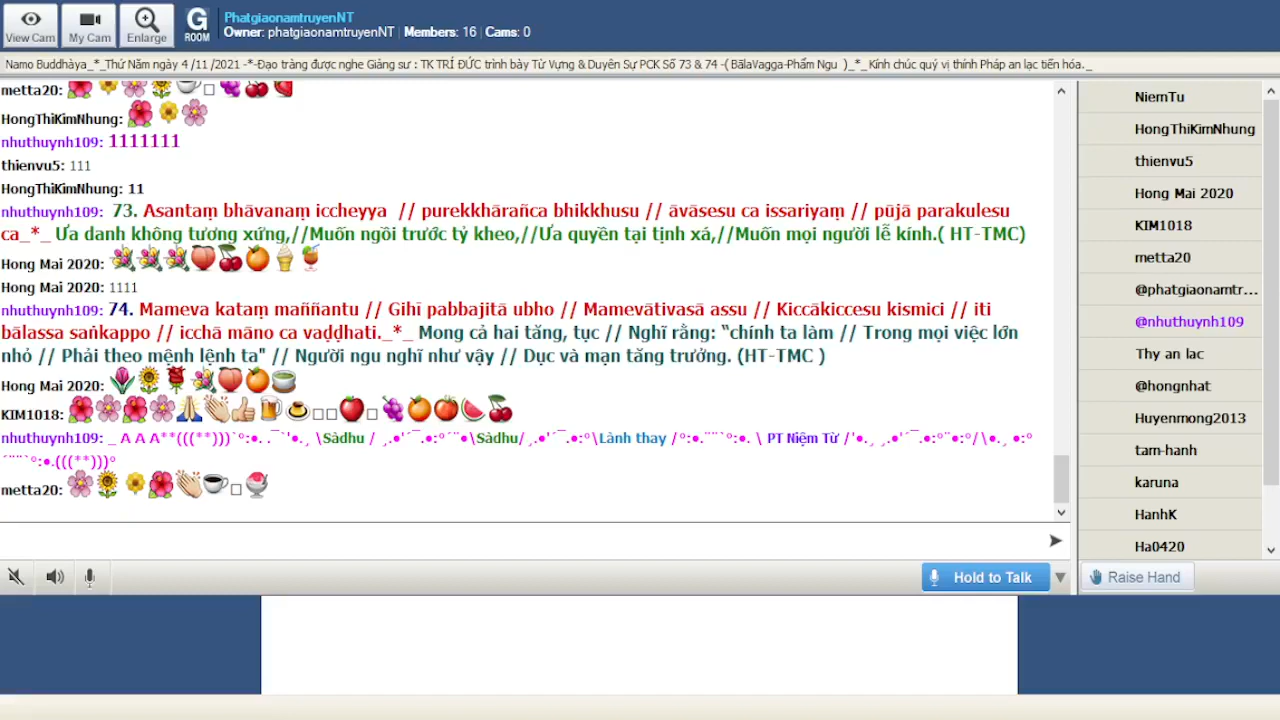 View Cam
My Cam
Enlarge
G ROOM
PhatgiaonamtruyenNT
Owner: phatgiaonamtruyenNT | Members: 16 | Cams: 0
Namo Buddhàya_*_Thứ Năm ngày 4 /11 /2021 -*-Đạo tràng được nghe Giảng sư : TK TRÍ ĐỨC trình bày Từ Vựng & Duyên Sự PCK Số 73 & 74 -( BālaVagga-Phẩm Ngu )_*_Kính chúc quý vị thính Pháp an lạc tiến hóa._
metta20:
HongThiKimNhung:
nhuthuynh109: 1111111
thienvu5: 111
HongThiKimNhung: 11
nhuthuynh109: 73. Asantaṃ bhāvanaṃ iccheyya // purekkhārañca bhikkhusu // āvāsesu ca issariyaṃ // pūjā parakulesu
ca_*_ Ưa danh không tương xứng,//Muốn ngồi trước tỷ kheo,//Ưa quyền tại tịnh xá,//Muốn mọi người lễ kính.( HT-TMC)
Hong Mai 2020:
Hong Mai 2020: 1111
nhuthuynh109: 74. Mameva kataṃ maññantu // Gihī pabbajitā ubho // Mamevātivasā assu // Kiccākiccesu kismici // iti
bālassa saṅkappo // icchā māno ca vaḍḍhati._*_ Mong cả hai tăng, tục // Nghĩ rằng: “chính ta làm // Trong mọi việc lớn
nhỏ // Phải theo mệnh lệnh ta" // Người ngu nghĩ như vậy // Dục và mạn tăng trưởng. (HT-TMC )
Hong Mai 2020:
KIM1018:
nhuthuynh109: _ A A A**(((**)))`°:•. .¯`'•.¸ \Sàdhu / ¸.•'´¯.•:°´¨•\Sàdhu/¸.•'´¯.•:°\Lành thay /°:•.¨¨`°:•. \ PT Niệm Từ /'•.¸ ¸.•'´¯.•:°¨•:°/\•.¸ •:°
´¨¨`°:•.(((**)))°
metta20:
Hold to Talk
NiemTu
HongThiKimNhung
thienvu5
Hong Mai 2020
KIM1018
metta20
@phatgiaonamtr...
@nhuthuynh109
Thy an lac
@hongnhat
Huyenmong2013
tam-hanh
karuna
HanhK
Ha0420
Raise Hand